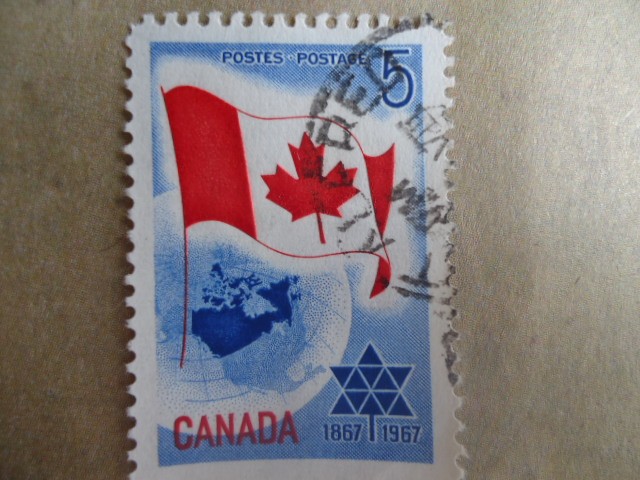 POSTES · POSTAGE 5
CANADA
1867 1967